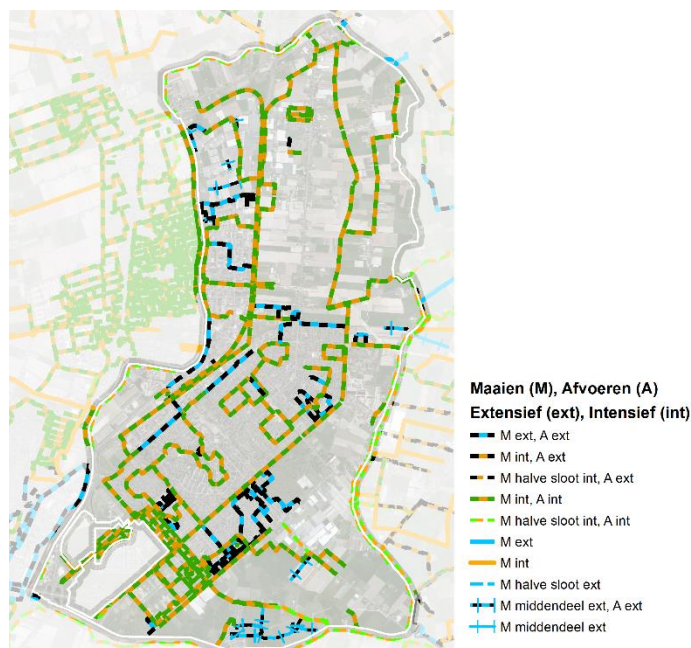 Maaien (M), Afvoeren (A)
Extensief (ext), Intensief (int)
M ext, A ext
M int, A ext
M halve sloot int, A ext
M int, A int
M halve sloot int, A int
M ext
M int
M halve sloot ext
M middendeel ext, A ext
M middendeel ext